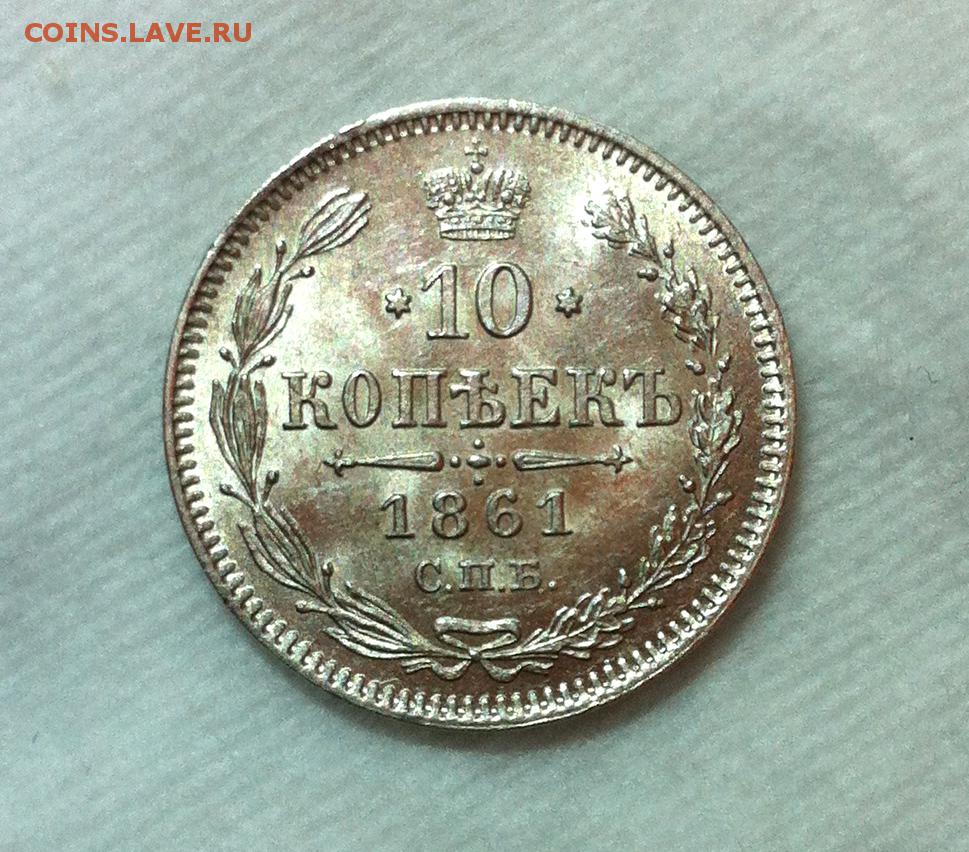 COINS.LAVE.RU
* 10 *
КОПѢЕКЪ
1861
С.П.Б.